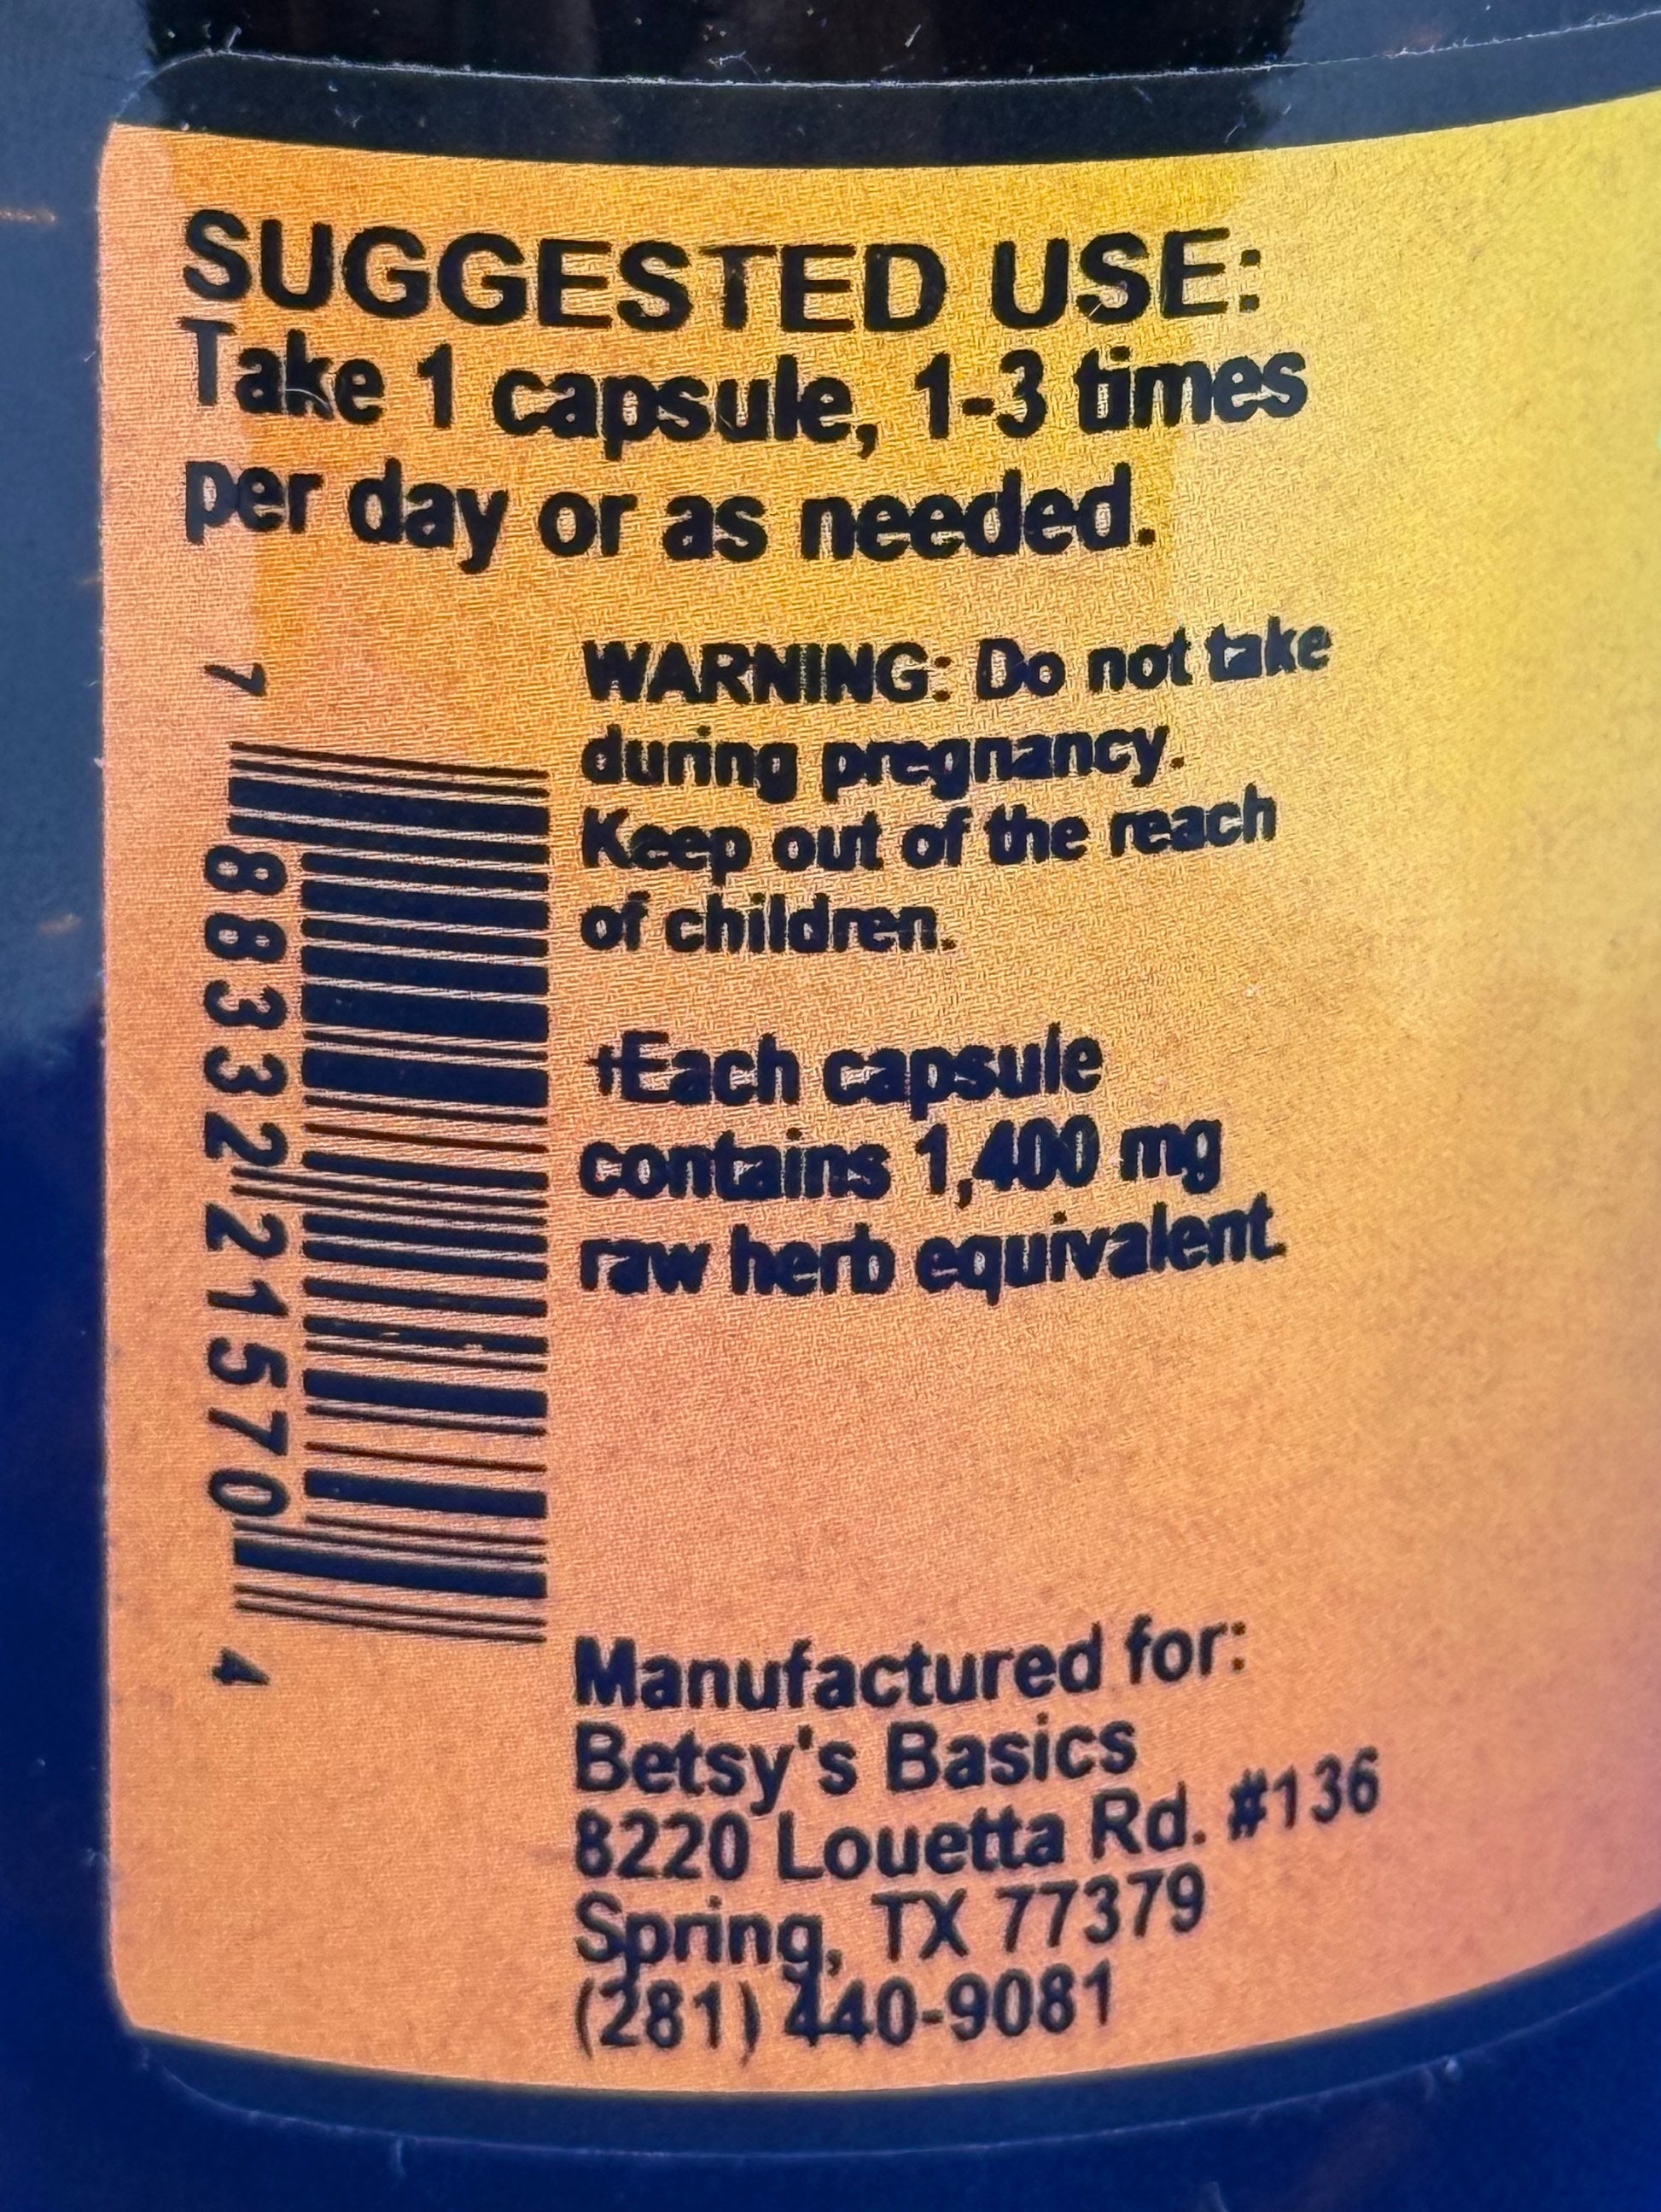 SUGGESTED USE:
Take 1 capsule, 1-3 times
per day or as needed.
WARNING: Do not take
during pregnancy.
Keep out of the reach
of children.
†Each capsule
contains 1,400 mg
raw herb equivalent.
7 88332 21570 4
Manufactured for:
Betsy's Basics
8220 Louetta Rd. #136
Spring, TX 77379
(281) 440-9081